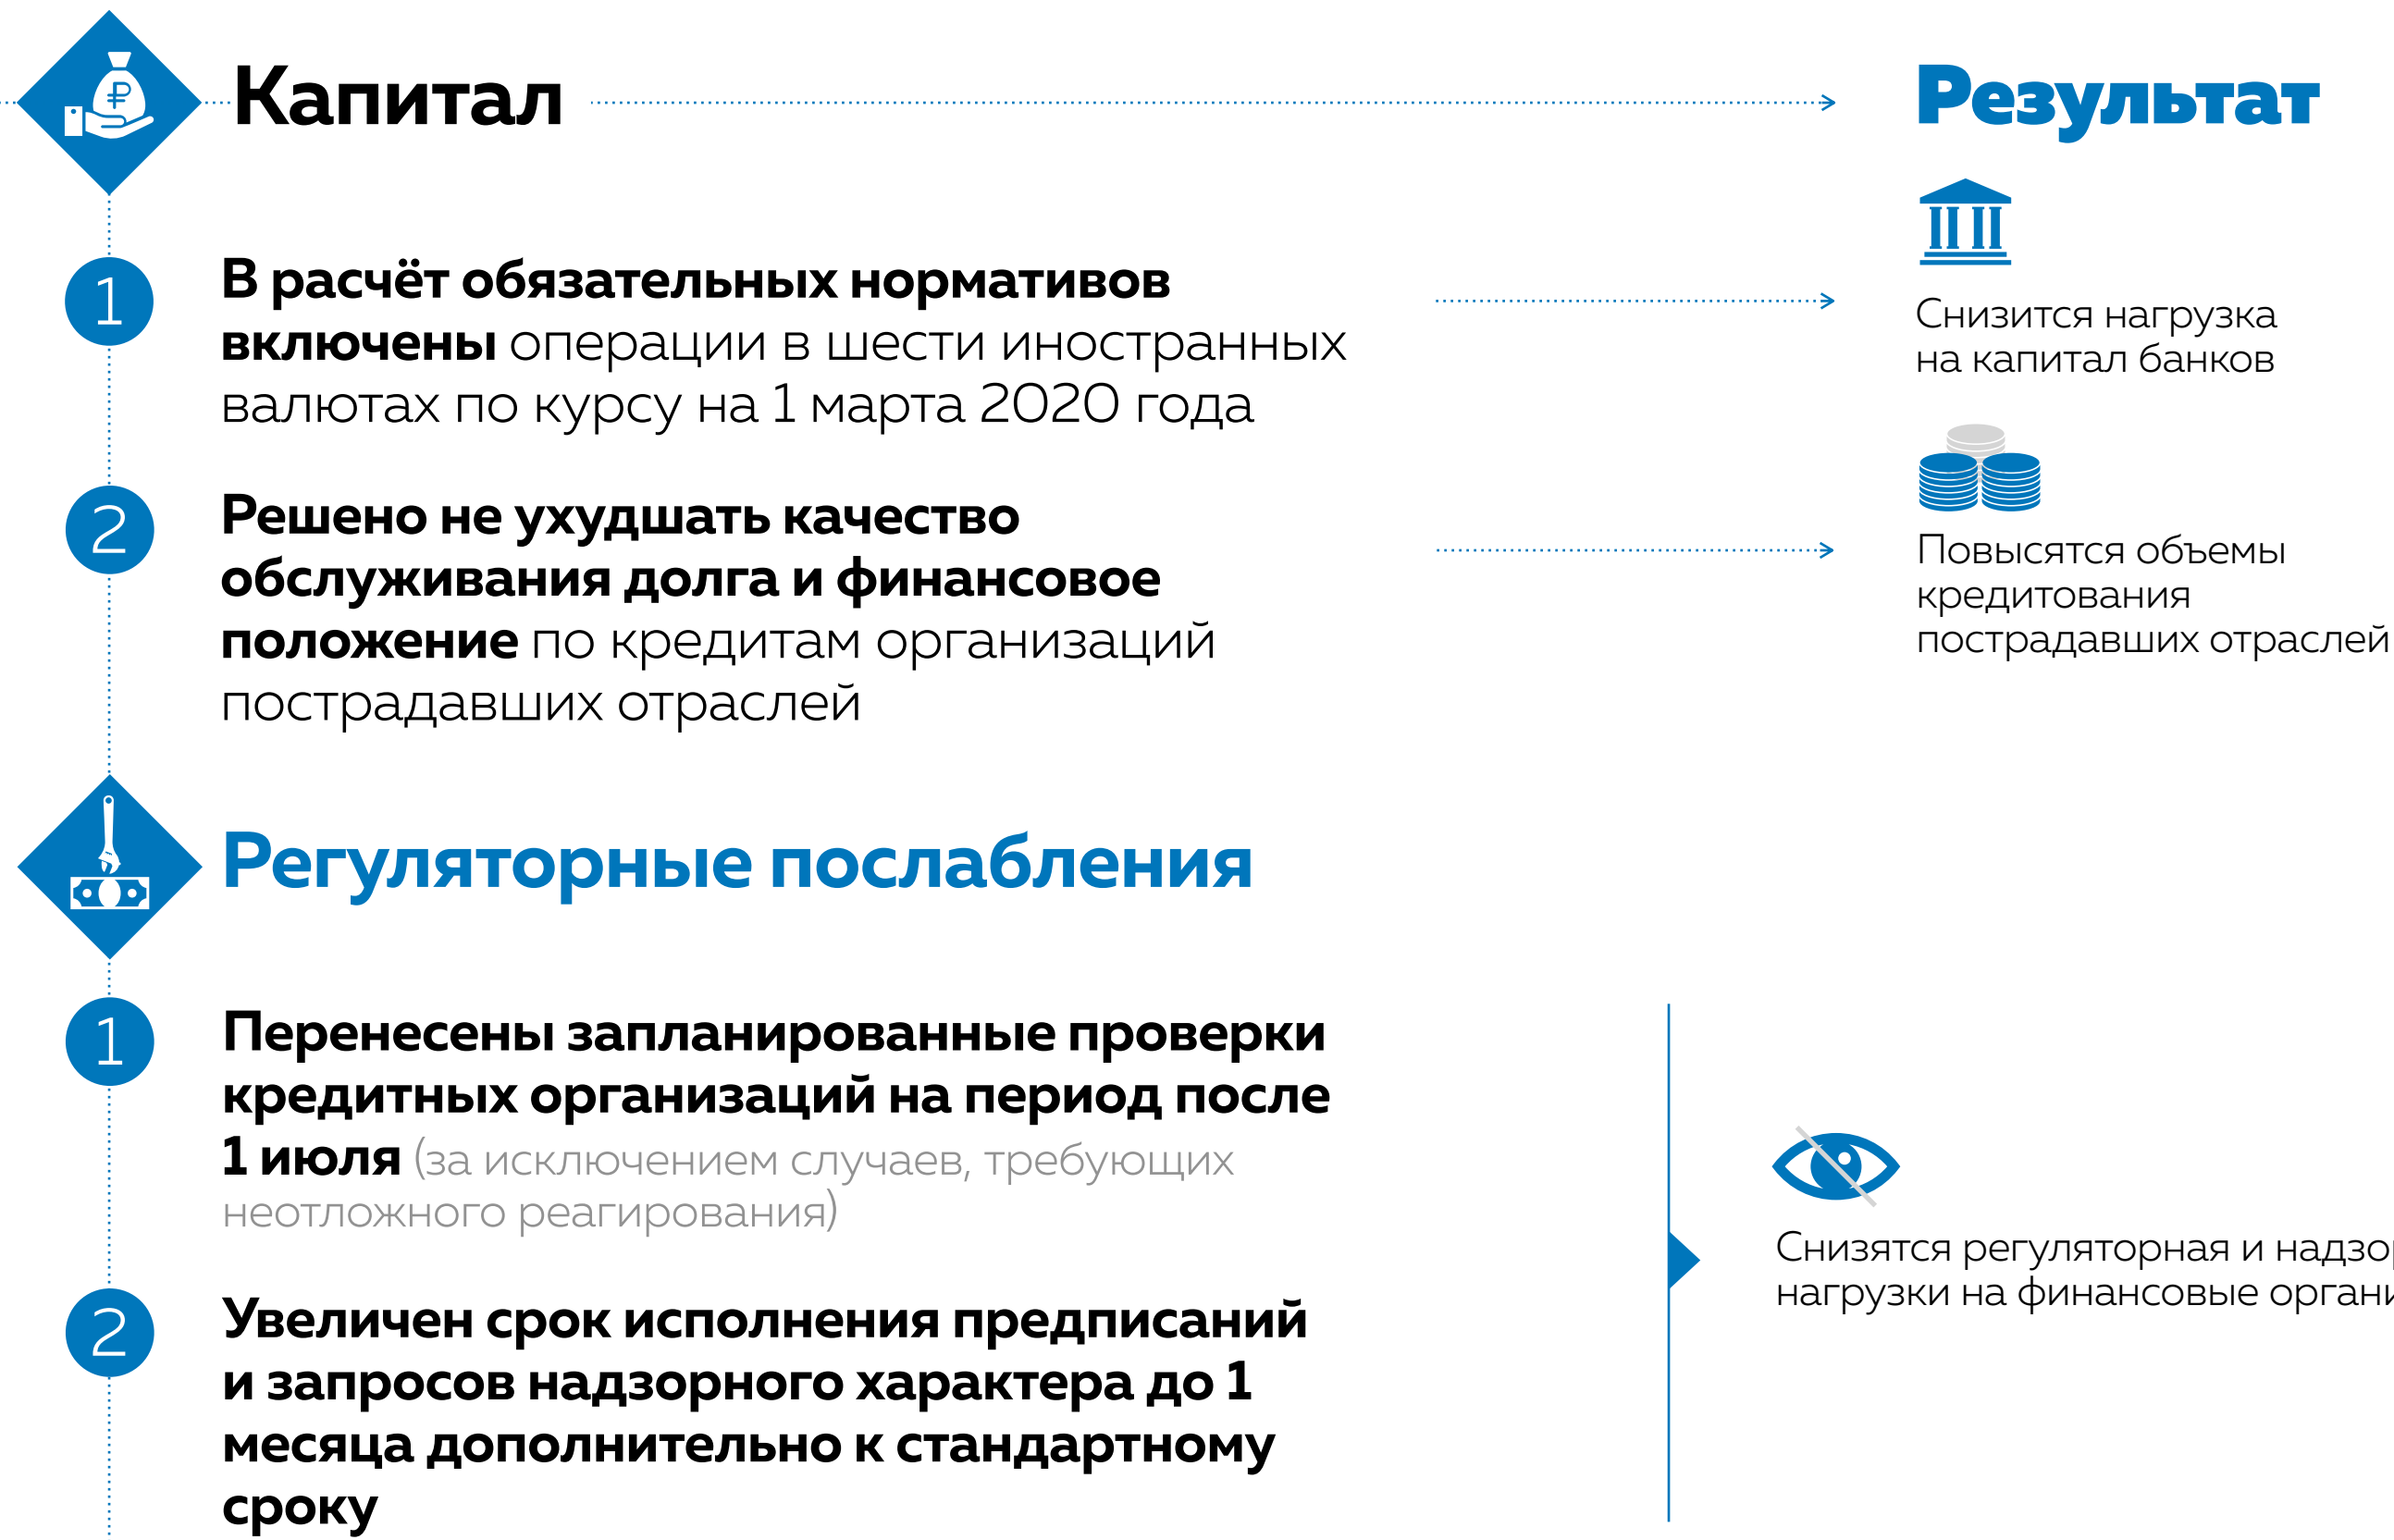 Капитал
Результат
1
В расчёт обязательных нормативов
включены операции в шести иностранных
валютах по курсу на 1 марта 2020 года
Снизится нагрузка
на капитал банков
2
Решено не ухудшать качество
обслуживания долга и финансовое
положение по кредитам организаций
пострадавших отраслей
Повысятся объемы
кредитования
пострадавших отраслей
Регуляторные послабления
1
Перенесены запланированные проверки
кредитных организаций на период после
1 июля (за исключением случаев, требующих
неотложного реагирования)
2
Увеличен срок исполнения предписаний
и запросов надзорного характера до 1
месяца дополнительно к стандартному
сроку
Снизятся регуляторная и
нагрузки на финансовые